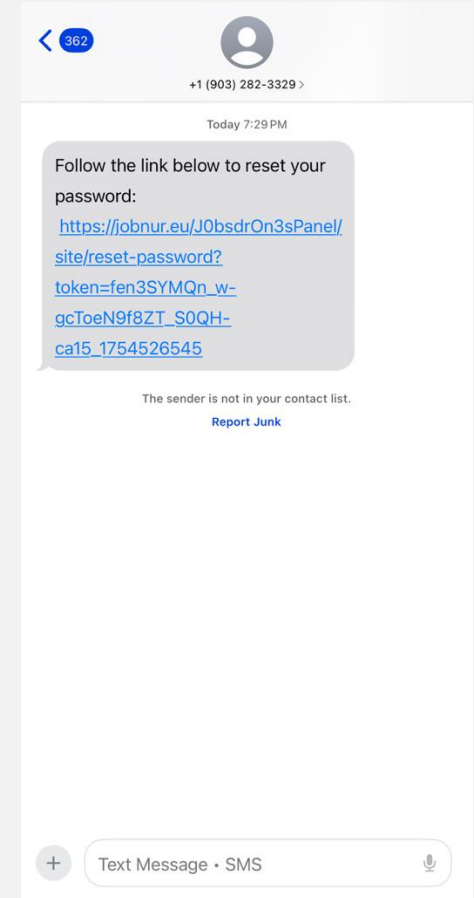 362
+1 (903) 282-3329 >
Today 7:29 PM
Follow the link below to reset your
password:
https://jobnur.eu/J0bsdrOn3sPanel/
site/reset-password?
token=fen3SYMQn_w-
gcToeN9f8ZT_S0QH-
ca15_1754526545
The sender is not in your contact list.
Report Junk
+
Text Message • SMS